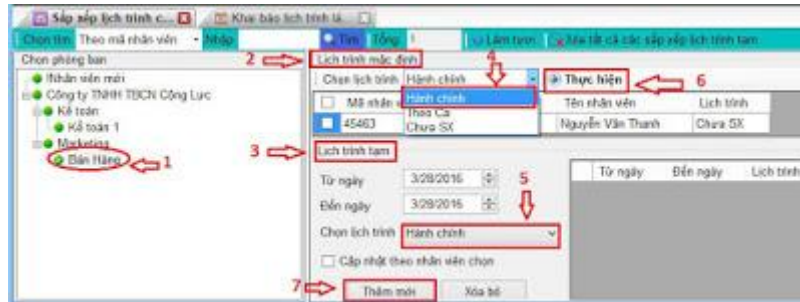 Sắp xếp lịch trình c... Khai báo lịch trình là...
Chọn tìm Theo mã nhân viên Nhập Tìm Tổng 1 Làm tươi Xóa tất cả các sắp xếp lịch trình tạm
Chọn phòng ban
Nhân viên mới
Công ty TNHH TBCN Công Lực
Kế toán
Kế toán 1
Marketing
Bán Hàng
1
2
Lịch trình mặc định
4
Chọn lịch trình Hành chính Thực hiện
6
Hành chính
Theo Ca
Chưa SX
Mã nhân Tên nhân viên Lịch trình
45463 Nguyễn Văn Thanh Chưa SX
3
Lịch trình tạm
Từ ngày 3/28/2016
Đến ngày 3/28/2016
5
Chọn lịch trình Hành chính
Cập nhật theo nhân viên chọn
7
Thêm mới Xóa bỏ
Từ ngày Đến ngày Lịch trình